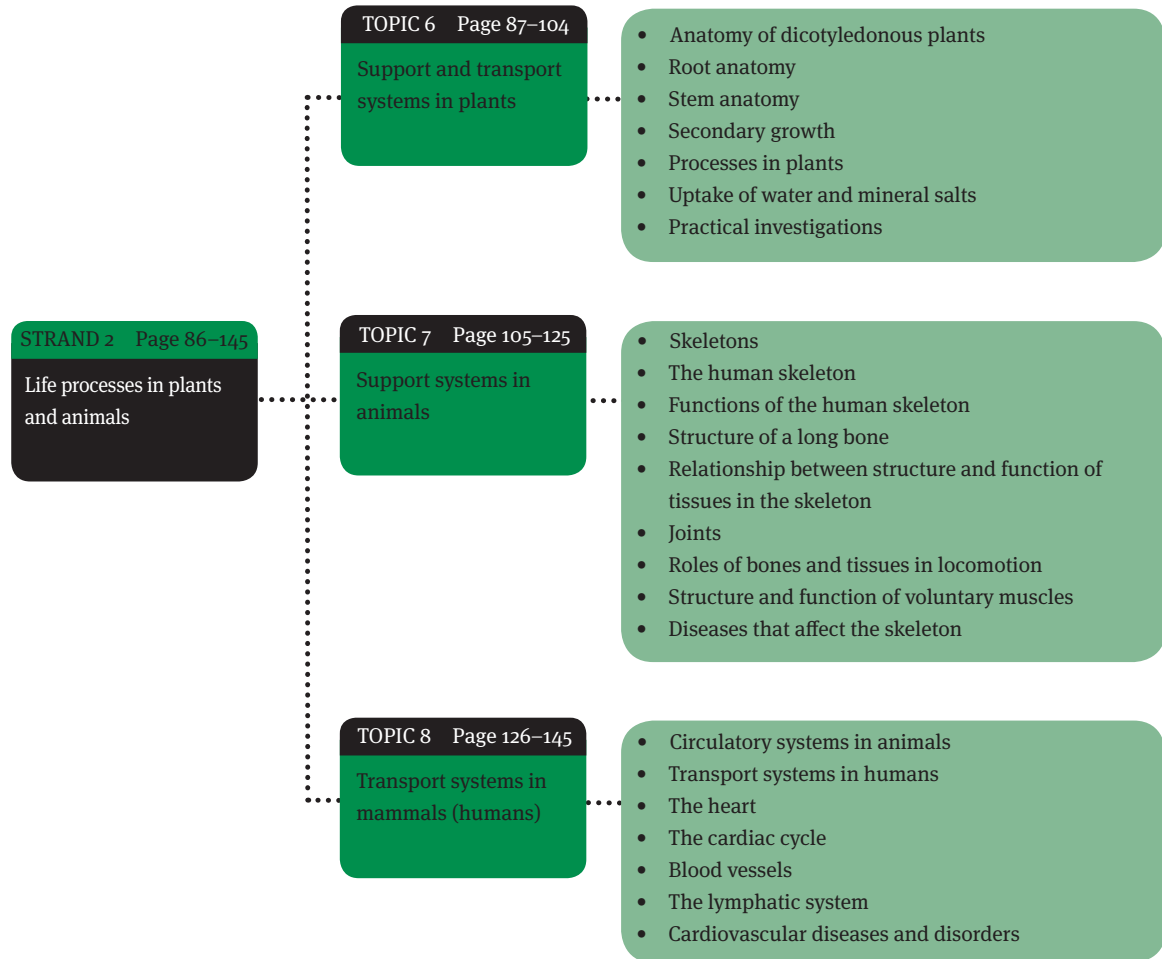 STRAND 2 Page 86–145
Life processes in plants
and animals
TOPIC 6 Page 87–104
Support and transport
systems in plants
• Anatomy of dicotyledonous plants
• Root anatomy
• Stem anatomy
• Secondary growth
• Processes in plants
• Uptake of water and mineral salts
• Practical investigations
TOPIC 7 Page 105–125
Support systems in
animals
• Skeletons
• The human skeleton
• Functions of the human skeleton
• Structure of a long bone
• Relationship between structure and function of
tissues in the skeleton
• Joints
• Roles of bones and tissues in locomotion
• Structure and function of voluntary muscles
• Diseases that affect the skeleton
TOPIC 8 Page 126–145
Transport systems in
mammals (humans)
• Circulatory systems in animals
• Transport systems in humans
• The heart
• The cardiac cycle
• Blood vessels
• The lymphatic system
• Cardiovascular diseases and disorders